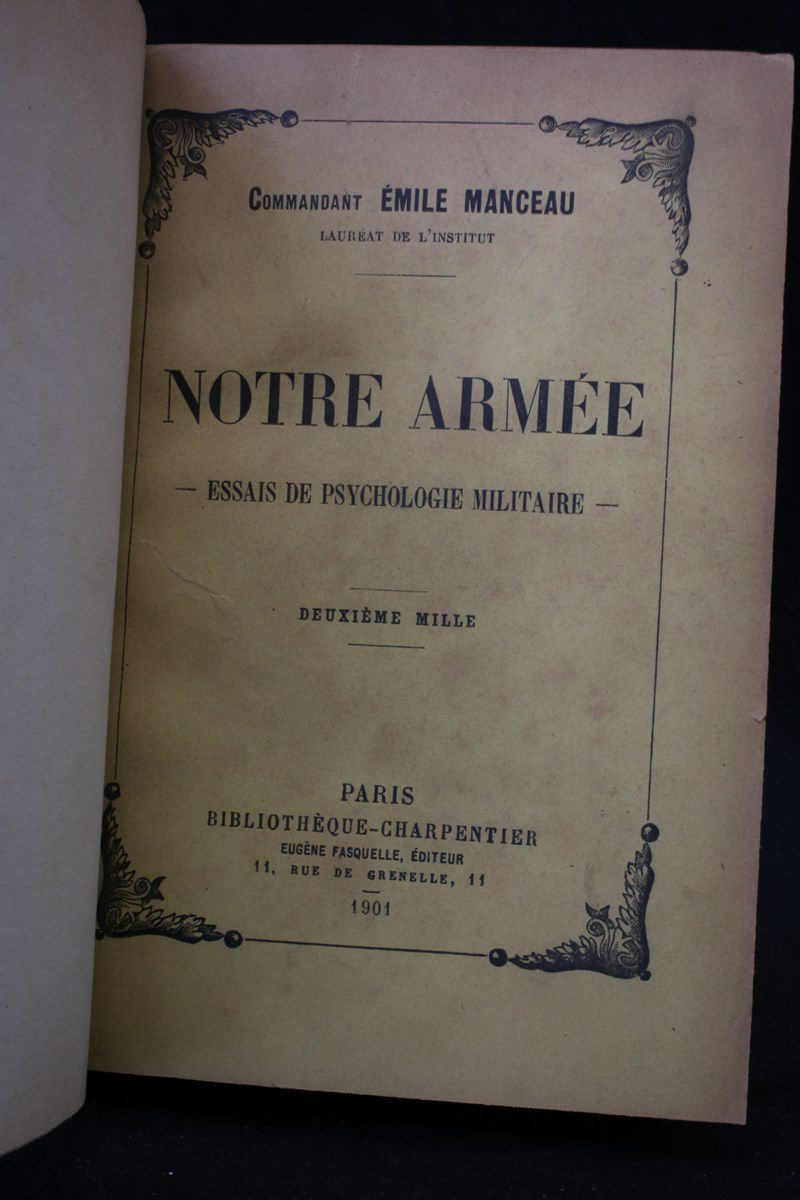 COMMANDANT ÉMILE MANCEAU
LAURÉAT DE L'INSTITUT
NOTRE ARMÉE
— ESSAIS DE PSYCHOLOGIE MILITAIRE —
DEUXIÈME MILLE
PARIS
BIBLIOTHÈQUE-CHARPENTIER
EUGÈNE FASQUELLE, ÉDITEUR
11, RUE DE GRENELLE, 11
1901